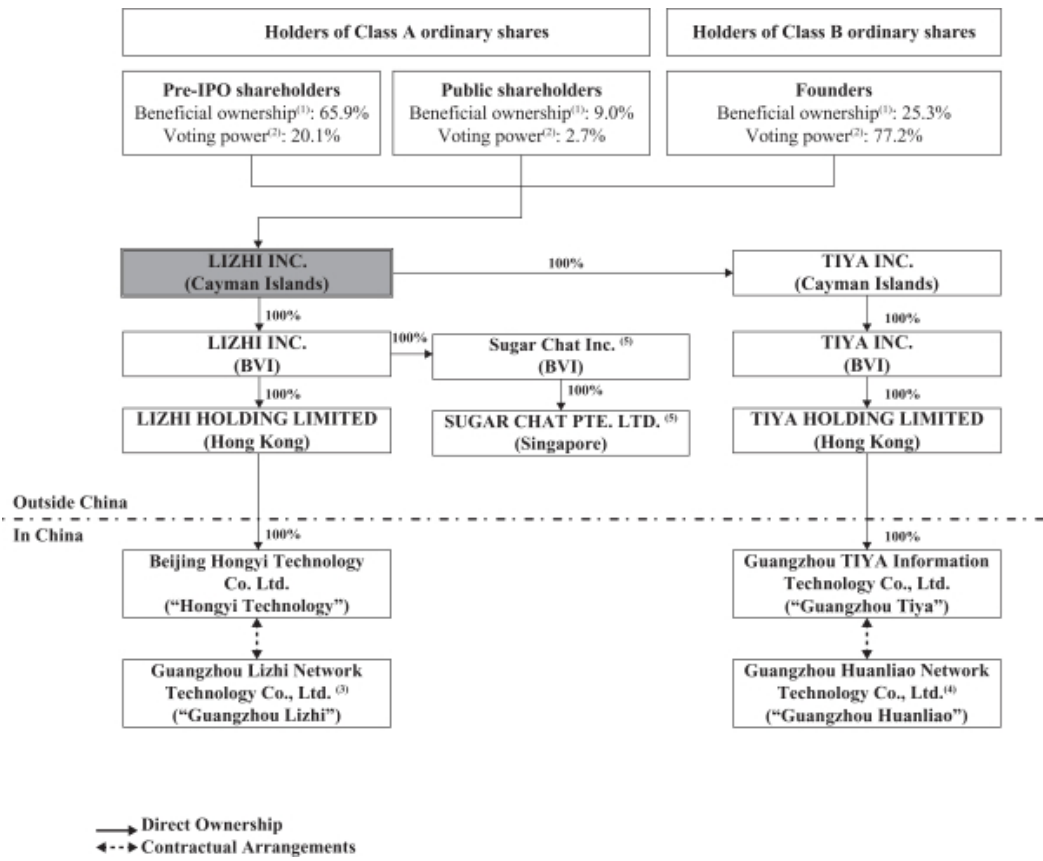 Holders of Class A ordinary shares
Holders of Class B ordinary shares
Pre-IPO shareholders
Beneficial ownership(1): 65.9%
Voting power(2): 20.1%
Public shareholders
Beneficial ownership(1): 9.0%
Voting power(2): 2.7%
Founders
Beneficial ownership(1): 25.3%
Voting power(2): 77.2%
LIZHI INC.
(Cayman Islands)
100%
TIYA INC.
(Cayman Islands)
100%
100%
LIZHI INC.
(BVI)
100%
Sugar Chat Inc. (5)
(BVI)
TIYA INC.
(BVI)
100%
100%
100%
LIZHI HOLDING LIMITED
(Hong Kong)
SUGAR CHAT PTE. LTD. (5)
(Singapore)
TIYA HOLDING LIMITED
(Hong Kong)
Outside China
In China
100%
100%
Beijing Hongyi Technology
Co. Ltd.
(“Hongyi Technology”)
Guangzhou TIYA Information
Technology Co., Ltd.
(“Guangzhou Tiya”)
Guangzhou Lizhi Network
Technology Co., Ltd. (3)
(“Guangzhou Lizhi”)
Guangzhou Huanliao Network
Technology Co., Ltd.(4)
(“Guangzhou Huanliao”)
Direct Ownership
Contractual Arrangements